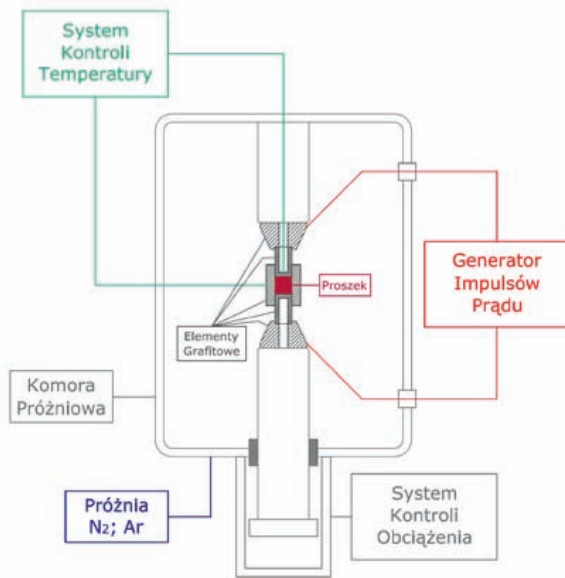 System
Kontroli
Temperatury
Generator
Impulsów
Prądu
Proszek
Elementy
Grafitowe
Komora
Próżniowa
Próżnia
N₂; Ar
System
Kontroli
Obciążenia